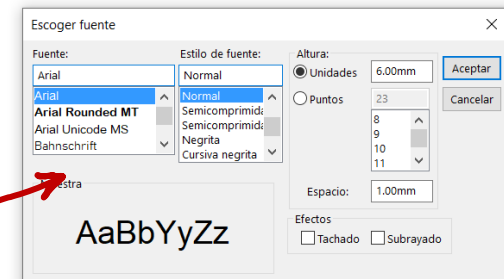 Escoger fuente
Fuente:
Arial
Arial
Arial Rounded MT
Arial Unicode MS
Bahnschrift
Estilo de fuente:
Normal
Normal
Semicomprimida
Semicomprimida
Negrita
Cursiva negrita
Altura:
Unidades 6.00mm
Puntos 23
8
9
10
11
Espacio: 1.00mm
Aceptar
Cancelar
AaBbYyZz
Efectos
Tachado Subrayado